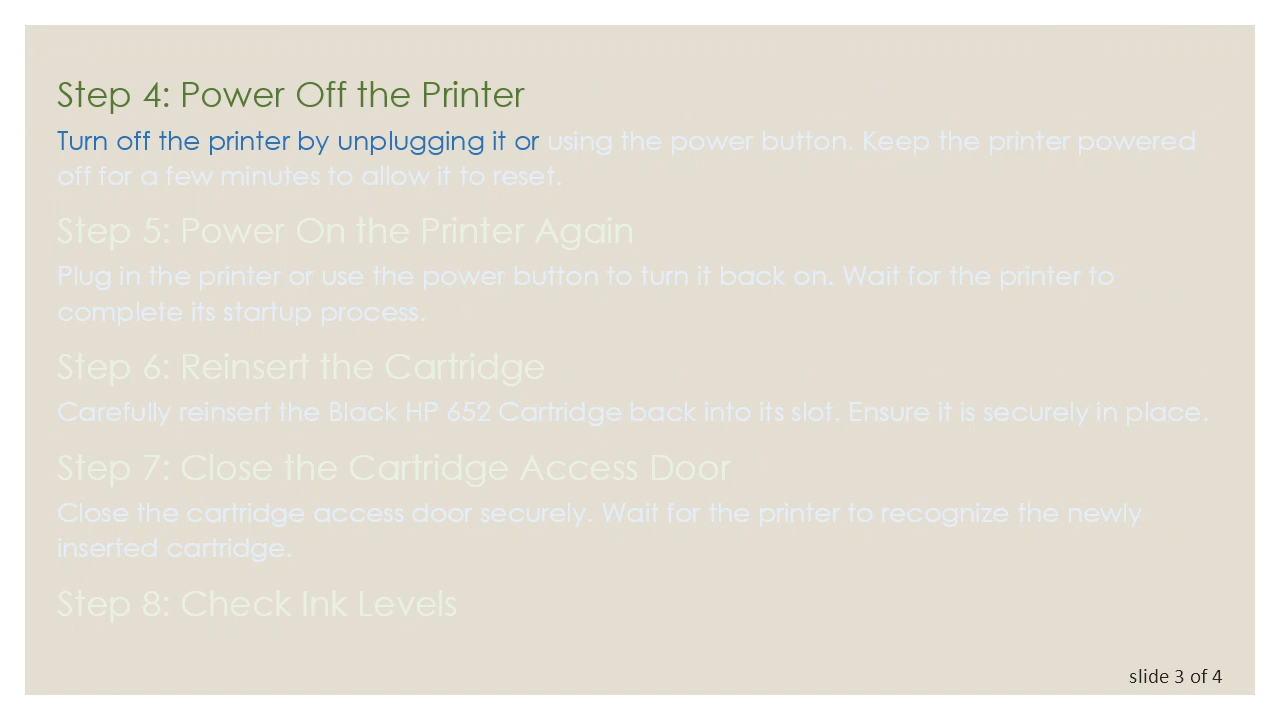 Step 4: Power Off the Printer
Turn off the printer by unplugging it or using the power button. Keep the printer powered
off for a few minutes to allow it to reset.
Step 5: Power On the Printer Again
Plug in the printer or use the power button to turn it back on. Wait for the printer to
complete its startup process.
Step 6: Reinsert the Cartridge
Carefully reinsert the Black HP 652 Cartridge back into its slot. Ensure it is securely in place.
Step 7: Close the Cartridge Access Door
Close the cartridge access door securely. Wait for the printer to recognize the newly
inserted cartridge.
Step 8: Check Ink Levels
slide 3 of 4